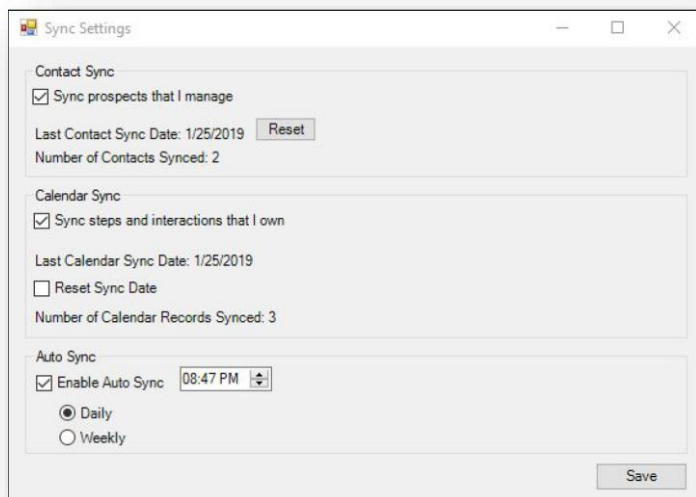 Sync Settings
Contact Sync
Sync prospects that I manage
Last Contact Sync Date: 1/25/2019 Reset
Number of Contacts Synced: 2
Calendar Sync
Sync steps and interactions that I own
Last Calendar Sync Date: 1/25/2019
Reset Sync Date
Number of Calendar Records Synced: 3
Auto Sync
Enable Auto Sync 08:47 PM
Daily
Weekly
Save